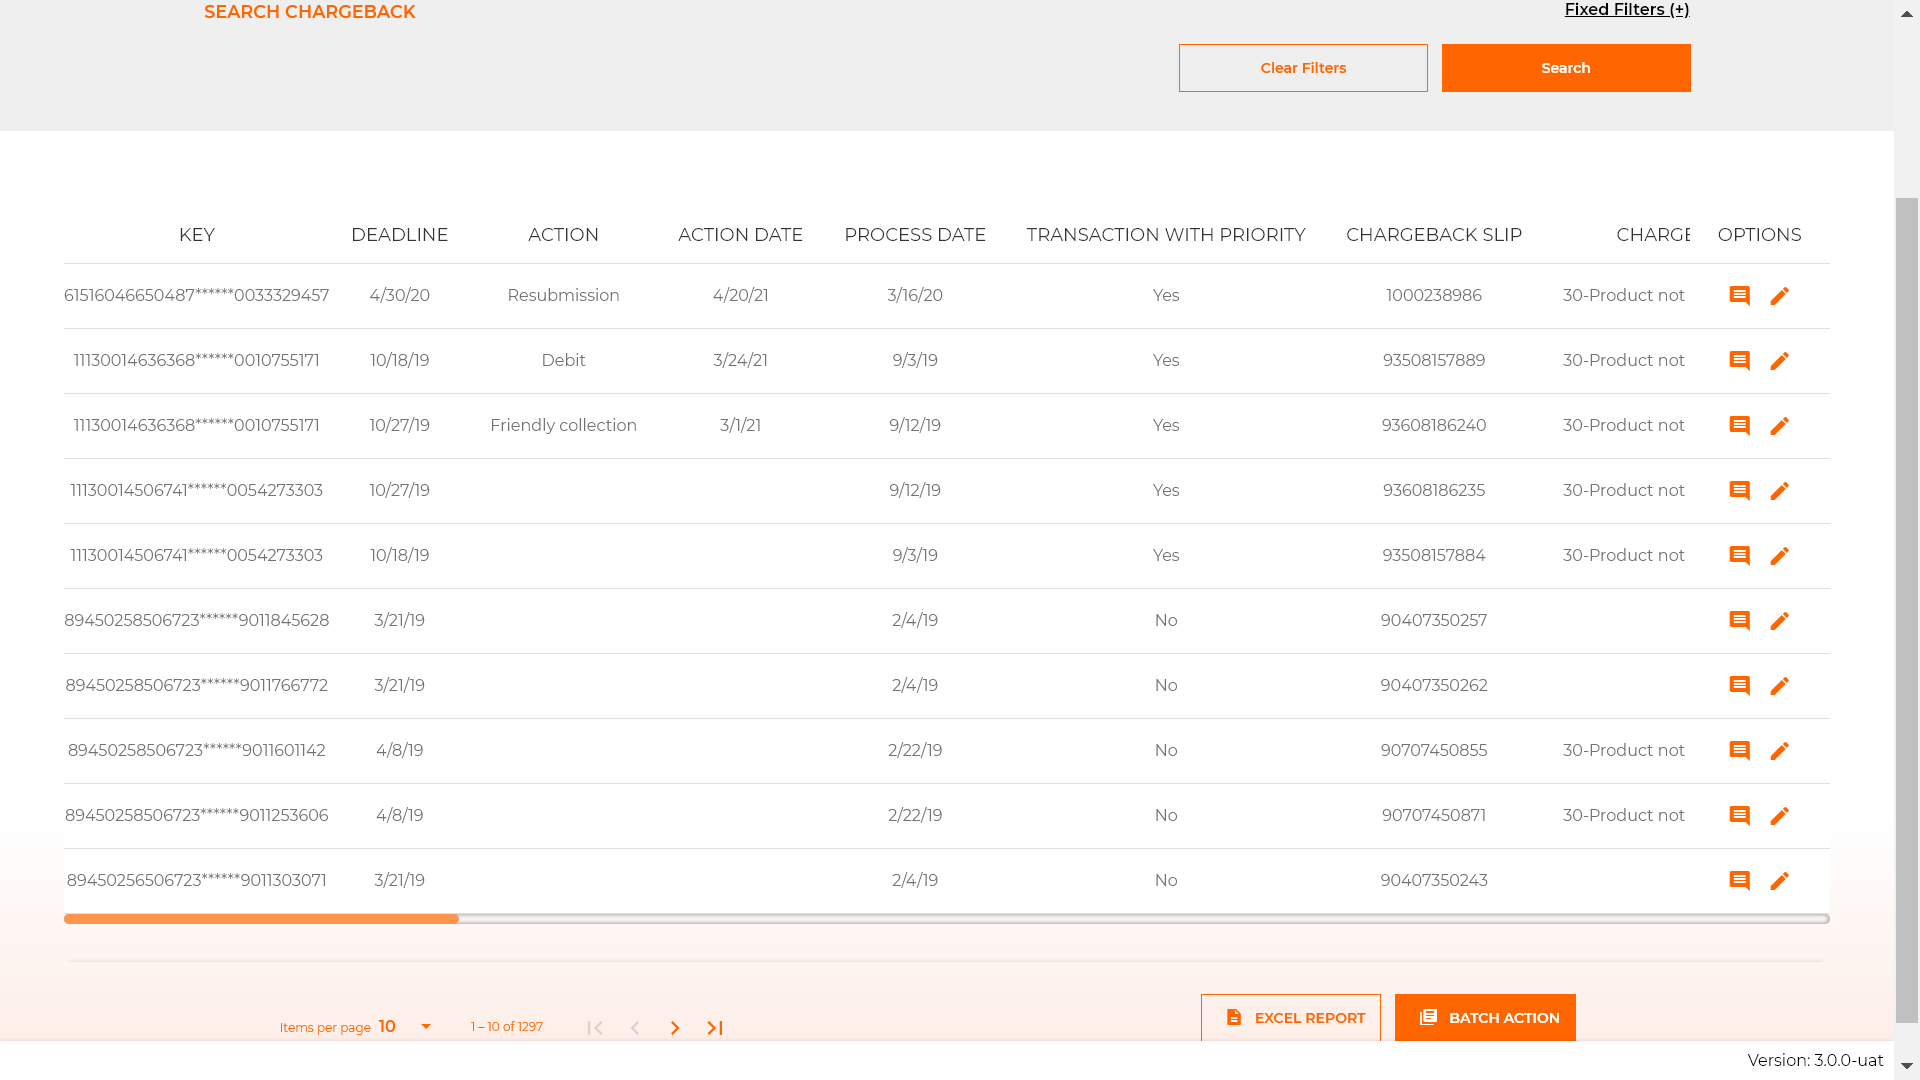 SEARCH CHARGEBACK Fixed Filters (+)
Clear Filters Search
KEY DEADLINE ACTION ACTION DATE PROCESS DATE TRANSACTION WITH PRIORITY CHARGEBACK SLIP CHARGE OPTIONS
61516046650487******0033329457 4/30/20 Resubmission 4/20/21 3/16/20 Yes 1000238986 30-Product not
11130014636368******0010755171 10/18/19 Debit 3/24/21 9/3/19 Yes 93508157889 30-Product not
11130014636368******0010755171 10/27/19 Friendly collection 3/1/21 9/12/19 Yes 93608186240 30-Product not
11130014506741******0054273303 10/27/19 9/12/19 Yes 93608186235 30-Product not
11130014506741******0054273303 10/18/19 9/3/19 Yes 93508157884 30-Product not
89450258506723******9011845628 3/21/19 2/4/19 No 90407350257
89450258506723******9011766772 3/21/19 2/4/19 No 90407350262
89450258506723******9011601142 4/8/19 2/22/19 No 90707450855 30-Product not
89450258506723******9011253606 4/8/19 2/22/19 No 90707450871 30-Product not
89450256506723******9011303071 3/21/19 2/4/19 No 90407350243
Items per page 10 1 – 10 of 1297 EXCEL REPORT BATCH ACTION
Version: 3.0.0-uat